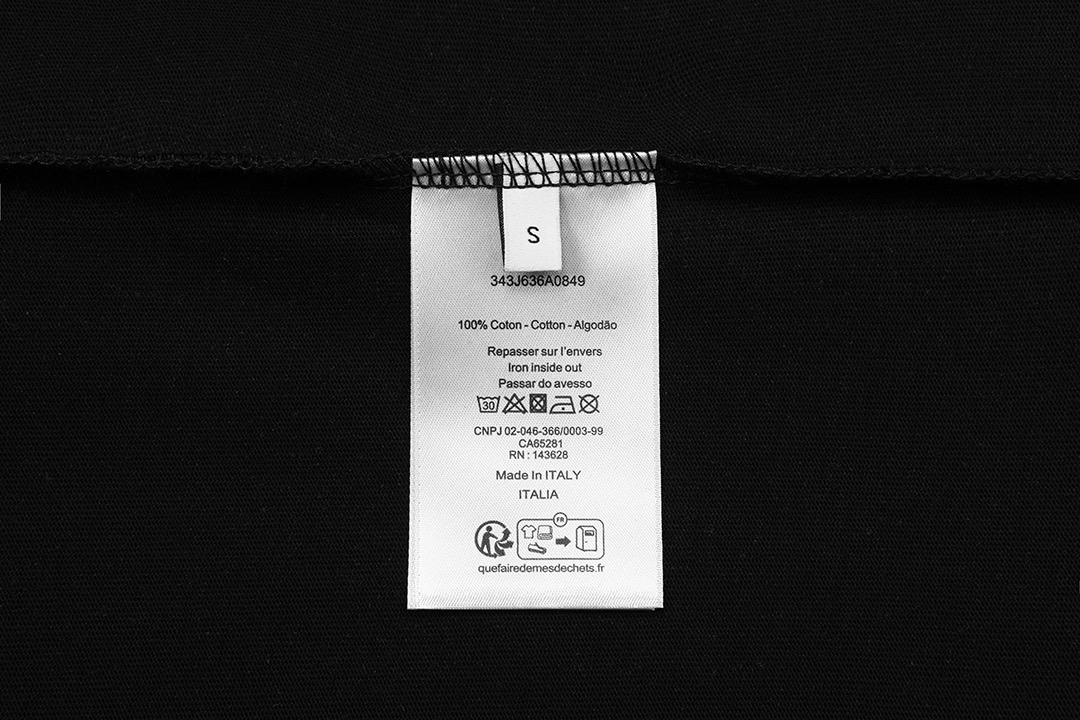 S
343J636A0849
100% Coton - Cotton - Algodão
Repasser sur l'envers
Iron inside out
Passar do avesso
30
CNPJ 02-046-366/0003-99
CA65281
RN : 143628
Made In ITALY
ITALIA
FR
quefairedemesdechets.fr